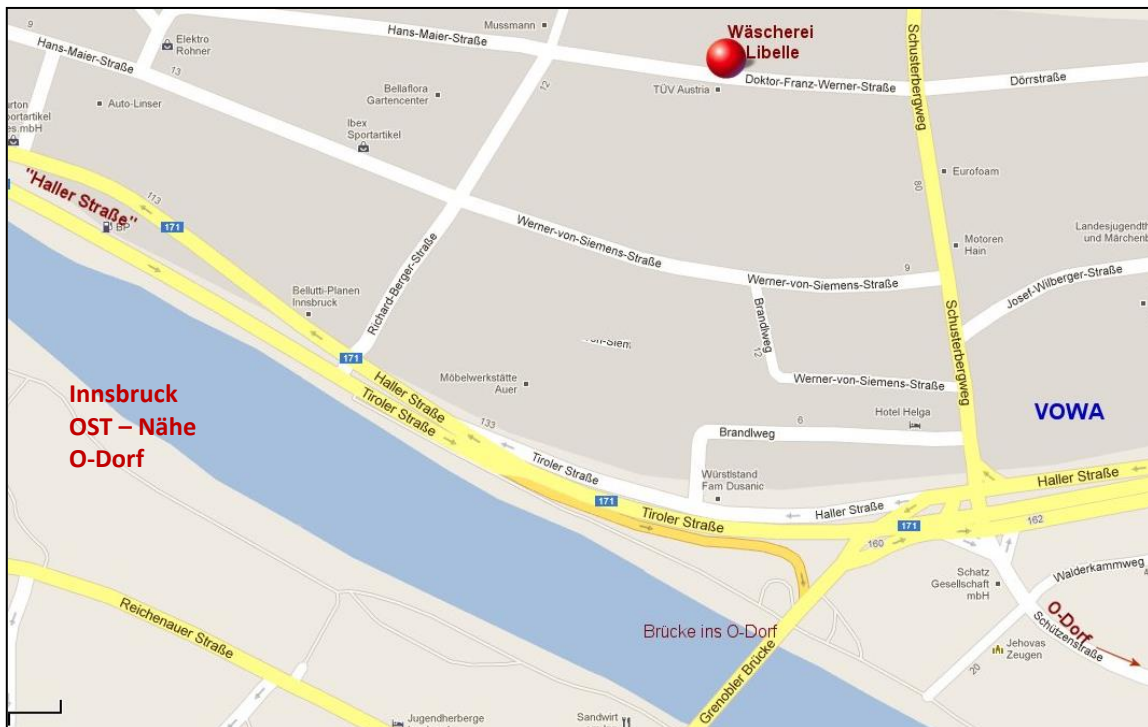 9
Hans-Maier-Straße
Elektro
Rohner
Mussmann
Hans-Maier-Straße
Wäscherei
Libelle
Schusterbergweg
13
12
Doktor-Franz-Werner-Straße
Dörrstraße
TÜV Austria
Auto-Linser
Bellaflora
Gartencenter
Ibex
Sportartikel
Eurofoam
80
"Haller Straße"
113
171
BP
Werner-von-Siemens-Straße
Motoren
Hain
9
Werner-von-Siemens-Straße
Josef-Wilberger-Straße
Richard-Berger-Straße
Bellutti-Planen
Innsbruck
Brandlweg
12
Schusterbergweg
171
Möbelwerkstätte
Auer
Werner-von-Siemens-Straße
Haller Straße
Tiroler Straße
Innsbruck
OST – Nähe
O-Dorf
Hotel Helga
VOWA
133
6
Brandlweg
Tiroler Straße
Würstlstand
Fam Dusanic
Haller Straße
171
Tiroler Straße
Haller Straße
171
160
162
Schatz
Gesellschaft
mbH
Walderkammweg
4
O-Dorf
Schützenstraße
Reichenauer Straße
Brücke ins O-Dorf
Jehovas
Zeugen
20
Grenobler Brücke
Jugendherberge
Sandwirt